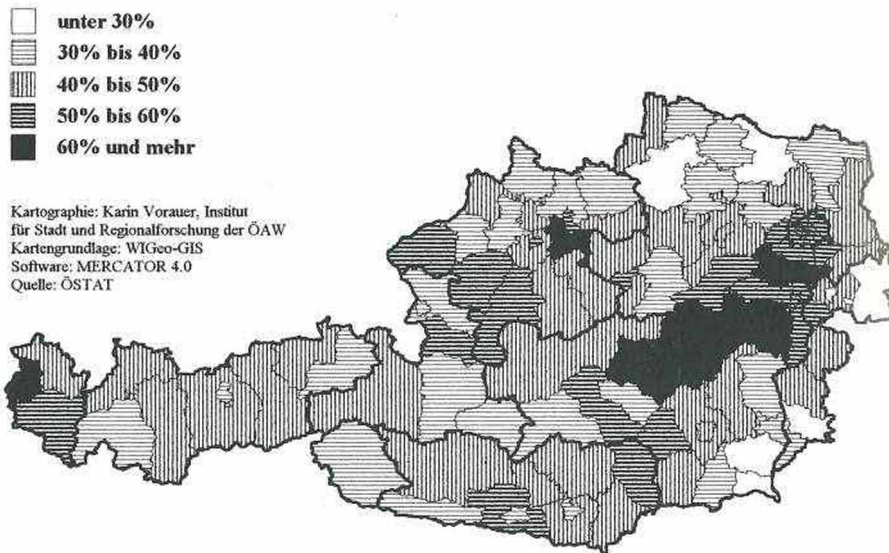 unter 30%
30% bis 40%
40% bis 50%
50% bis 60%
60% und mehr
Kartographie: Karin Vorauer, Institut
für Stadt und Regionalforschung der ÖAW
Kartengrundlage: WIGeo-GIS
Software: MERCATOR 4.0
Quelle: ÖSTAT